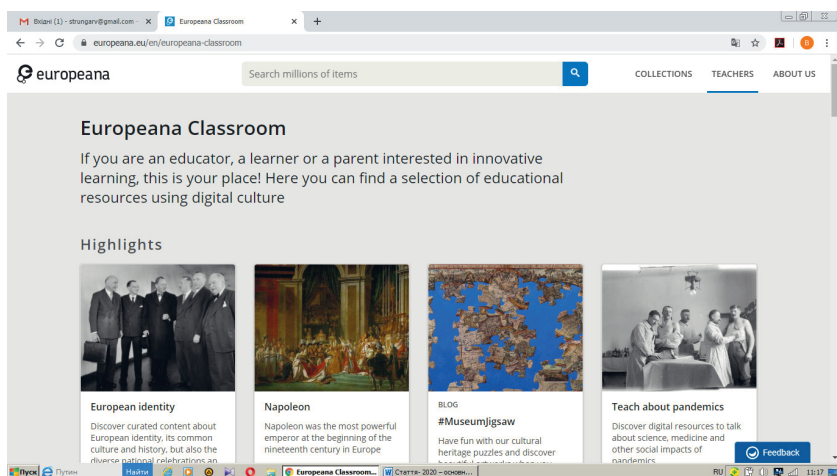 Вхідні (1) - strungarv@gmail.com -
Europeana Classroom
europeana.eu/en/europeana-classroom
B
europeana
Search millions of items
COLLECTIONS
TEACHERS
ABOUT US
Europeana Classroom
If you are an educator, a learner or a parent interested in innovative
learning, this is your place! Here you can find a selection of educational
resources using digital culture
Highlights
European identity
Discover curated content about
European identity, its common
culture and history, but also the
diverse national celebrations an
Napoleon
Napoleon was the most powerful
emperor at the beginning of the
nineteenth century in Europe
BLOG
#MuseumJigsaw
Have fun with our cultural
heritage puzzles and discover
Teach about pandemics
Discover digital resources to talk
about science, medicine and
other social impacts of
pandemics
Feedback
Пуск
Путин
Найти
Europeana Classroom...
Стаття- 2020 – основн...
RU
11:17